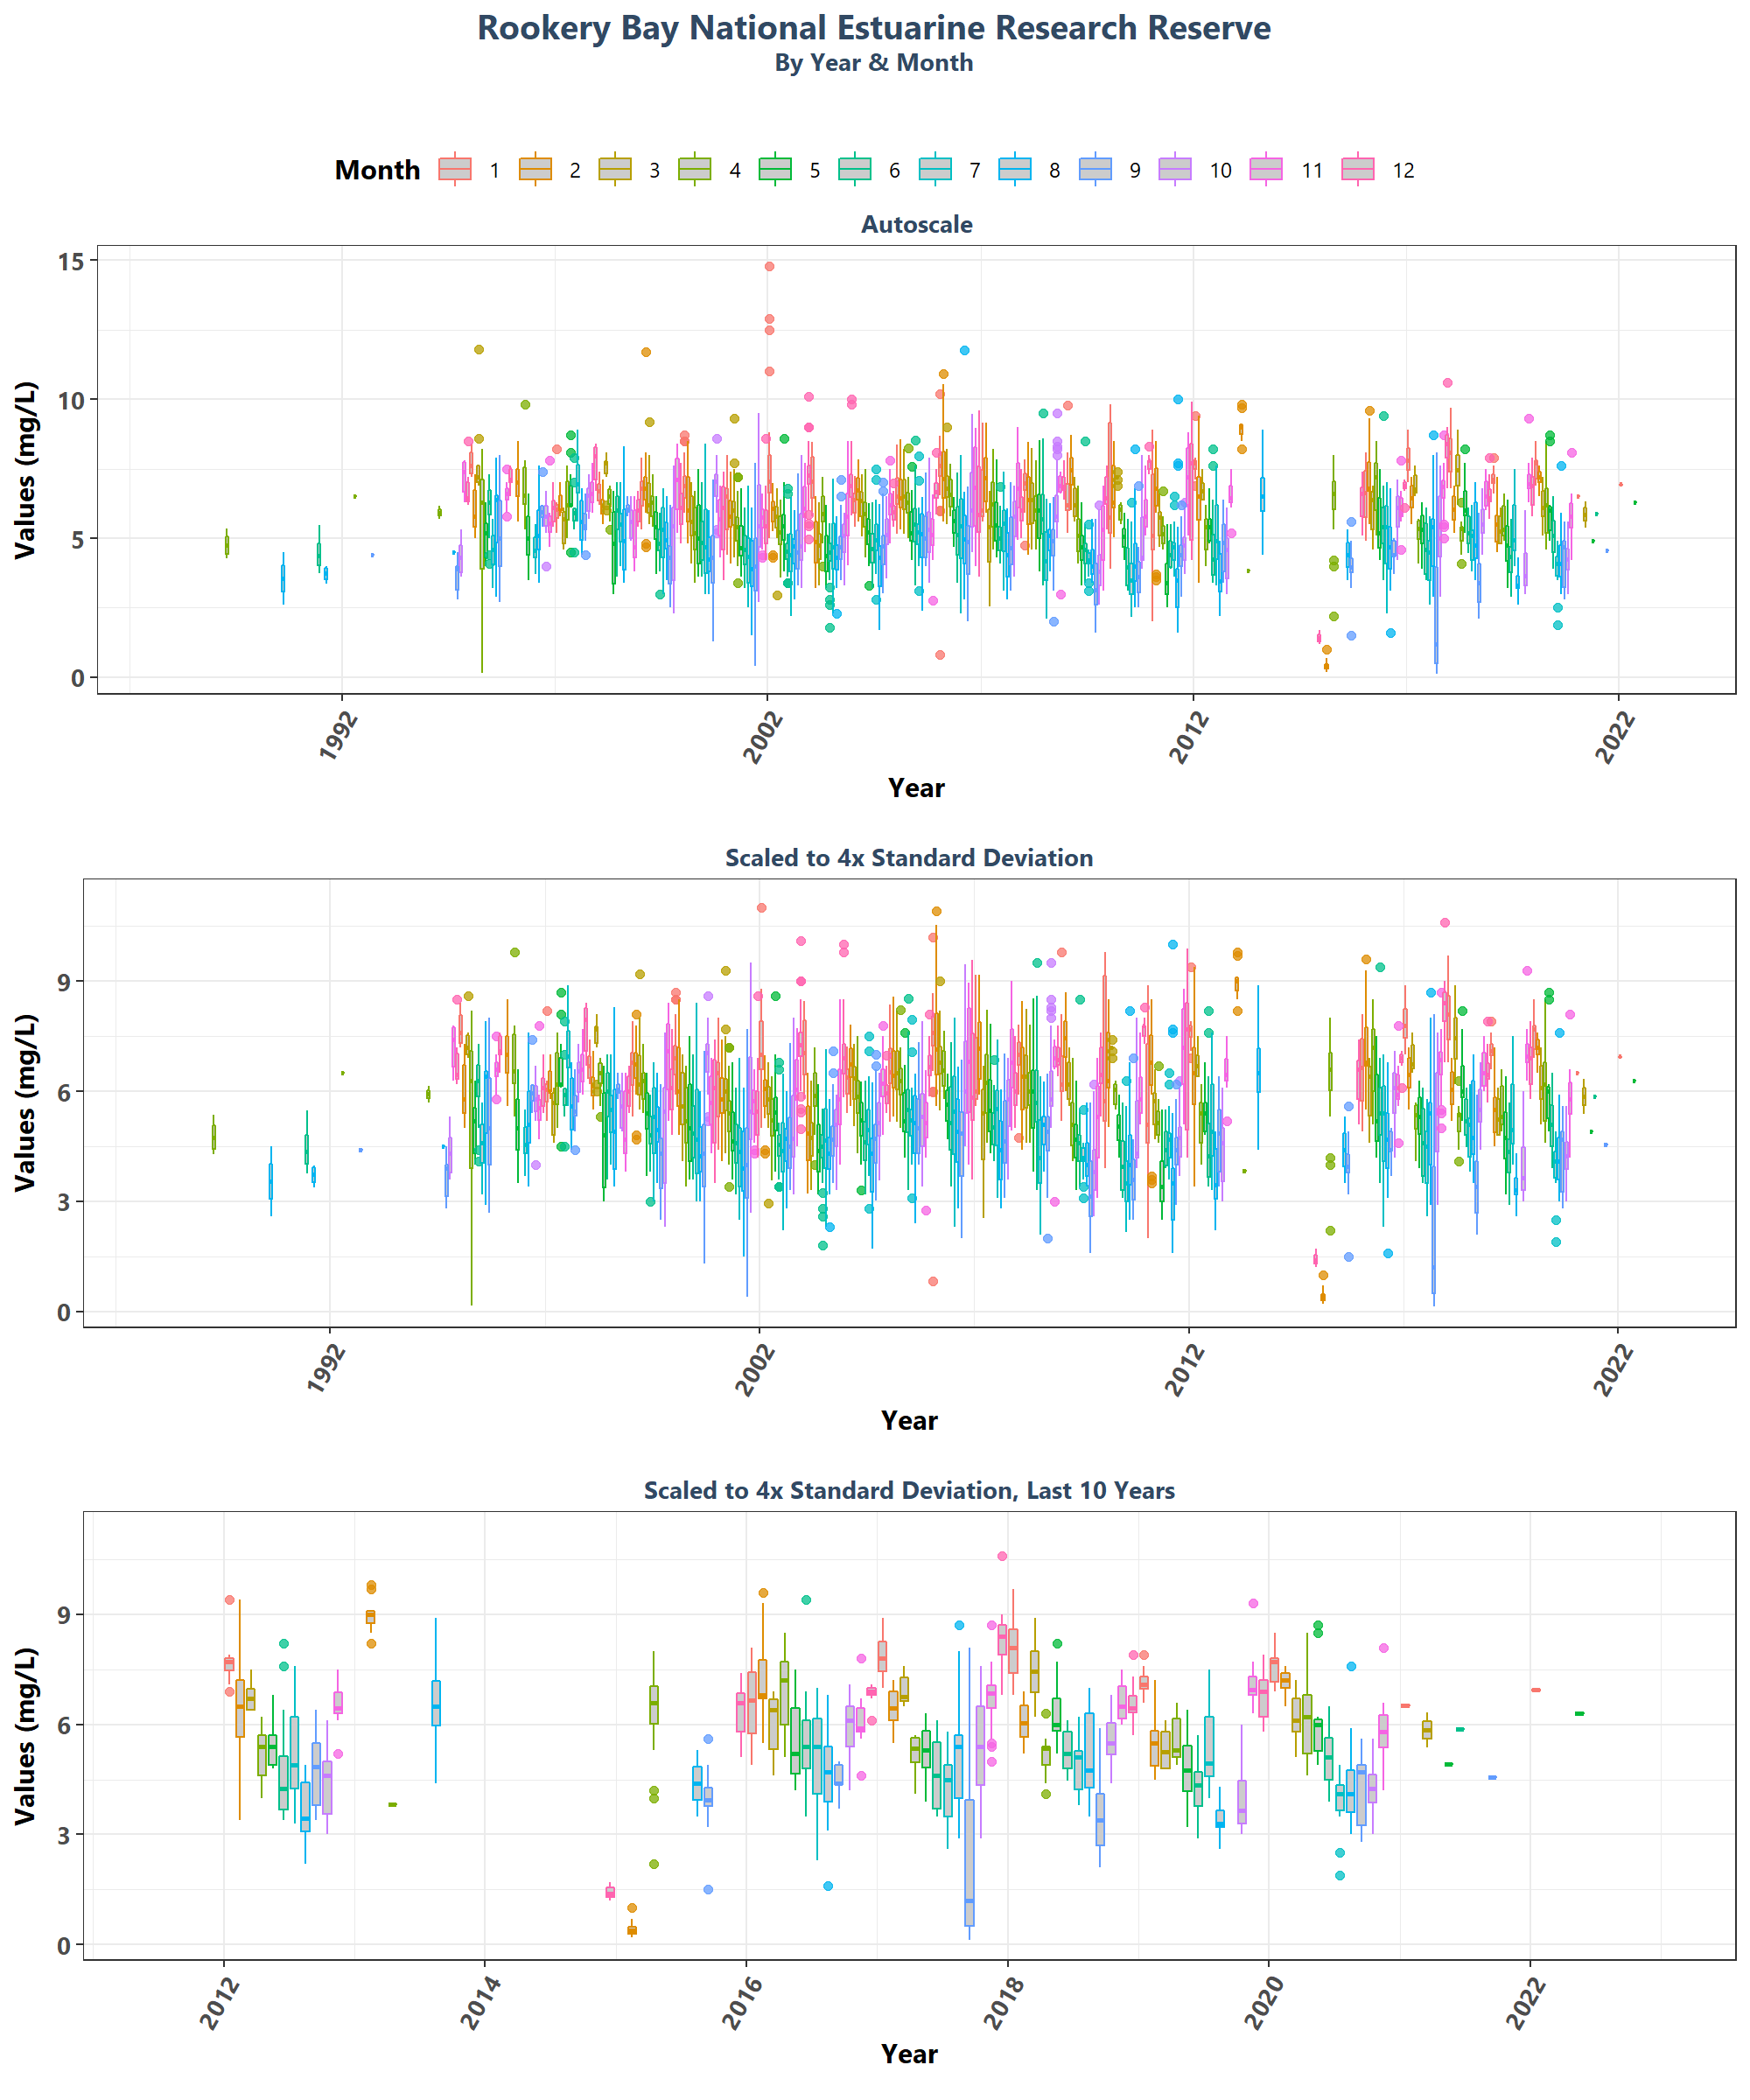 Rookery Bay National Estuarine Research Reserve
By Year & Month
Month 1 2 3 4 5 6 7 8 9 10 11 12
Autoscale
Values (mg/L)
15
10
5
0
1992 2002 2012 2022
Year
Scaled to 4x Standard Deviation
Values (mg/L)
9
6
3
0
1992 2002 2012 2022
Year
Scaled to 4x Standard Deviation, Last 10 Years
Values (mg/L)
9
6
3
0
2012 2014 2016 2018 2020 2022
Year